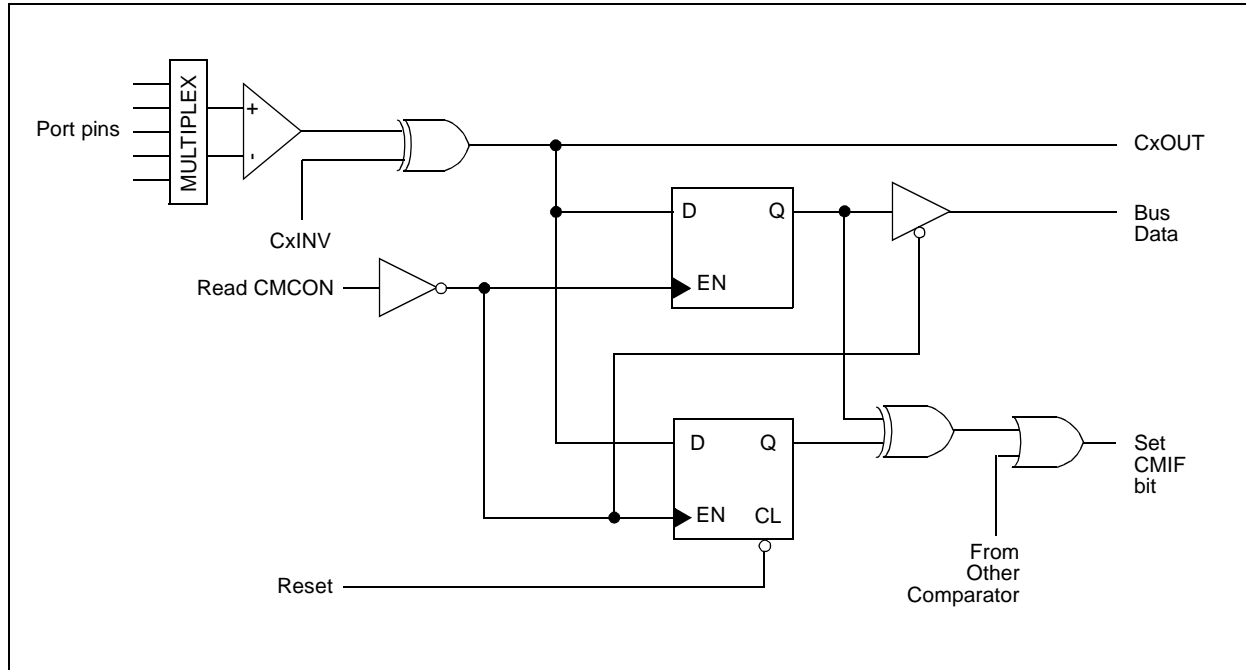 MULTIPLEX
Port pins
+
-
CxINV
CxOUT
D
Q
EN
Bus
Data
Read CMCON
D
Q
EN
CL
Set
CMIF
bit
From
Other
Comparator
Reset